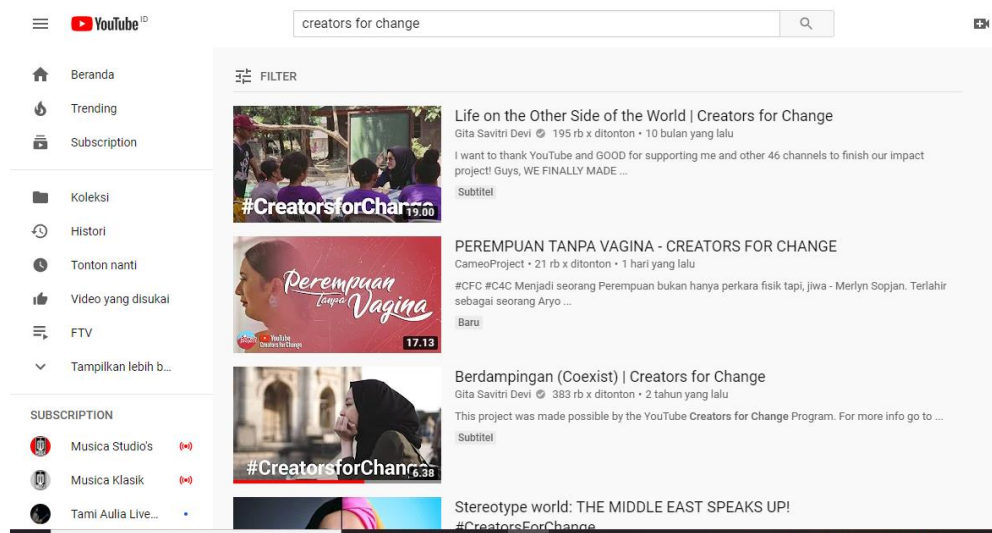 YouTube ID
creators for change
Beranda
Trending
Subscription
Koleksi
Histori
Tonton nanti
Video yang disukai
FTV
Tampilkan lebih b...
SUBSCRIPTION
Musica Studio's
Musica Klasik
Tami Aulia Live...
FILTER
#CreatorsforChange
19.00
Life on the Other Side of the World | Creators for Change
Gita Savitri Devi 195 rb x ditonton • 10 bulan yang lalu
I want to thank YouTube and GOOD for supporting me and other 46 channels to finish our impact
project! Guys, WE FINALLY MADE ...
Subtitel
Perempuan
Tanpa Vagina
YouTube
Creators for Change
17.13
PEREMPUAN TANPA VAGINA - CREATORS FOR CHANGE
CameoProject • 21 rb x ditonton • 1 hari yang lalu
#CFC #C4C Menjadi seorang Perempuan bukan hanya perkara fisik tapi, jiwa - Merlyn Sopjan. Terlahir
sebagai seorang Aryo ...
Baru
#CreatorsforChange
6.38
Berdampingan (Coexist) | Creators for Change
Gita Savitri Devi 383 rb x ditonton • 2 tahun yang lalu
This project was made possible by the YouTube Creators for Change Program. For more info go to ...
Subtitel
Stereotype world: THE MIDDLE EAST SPEAKS UP!
#CreatorsForChange